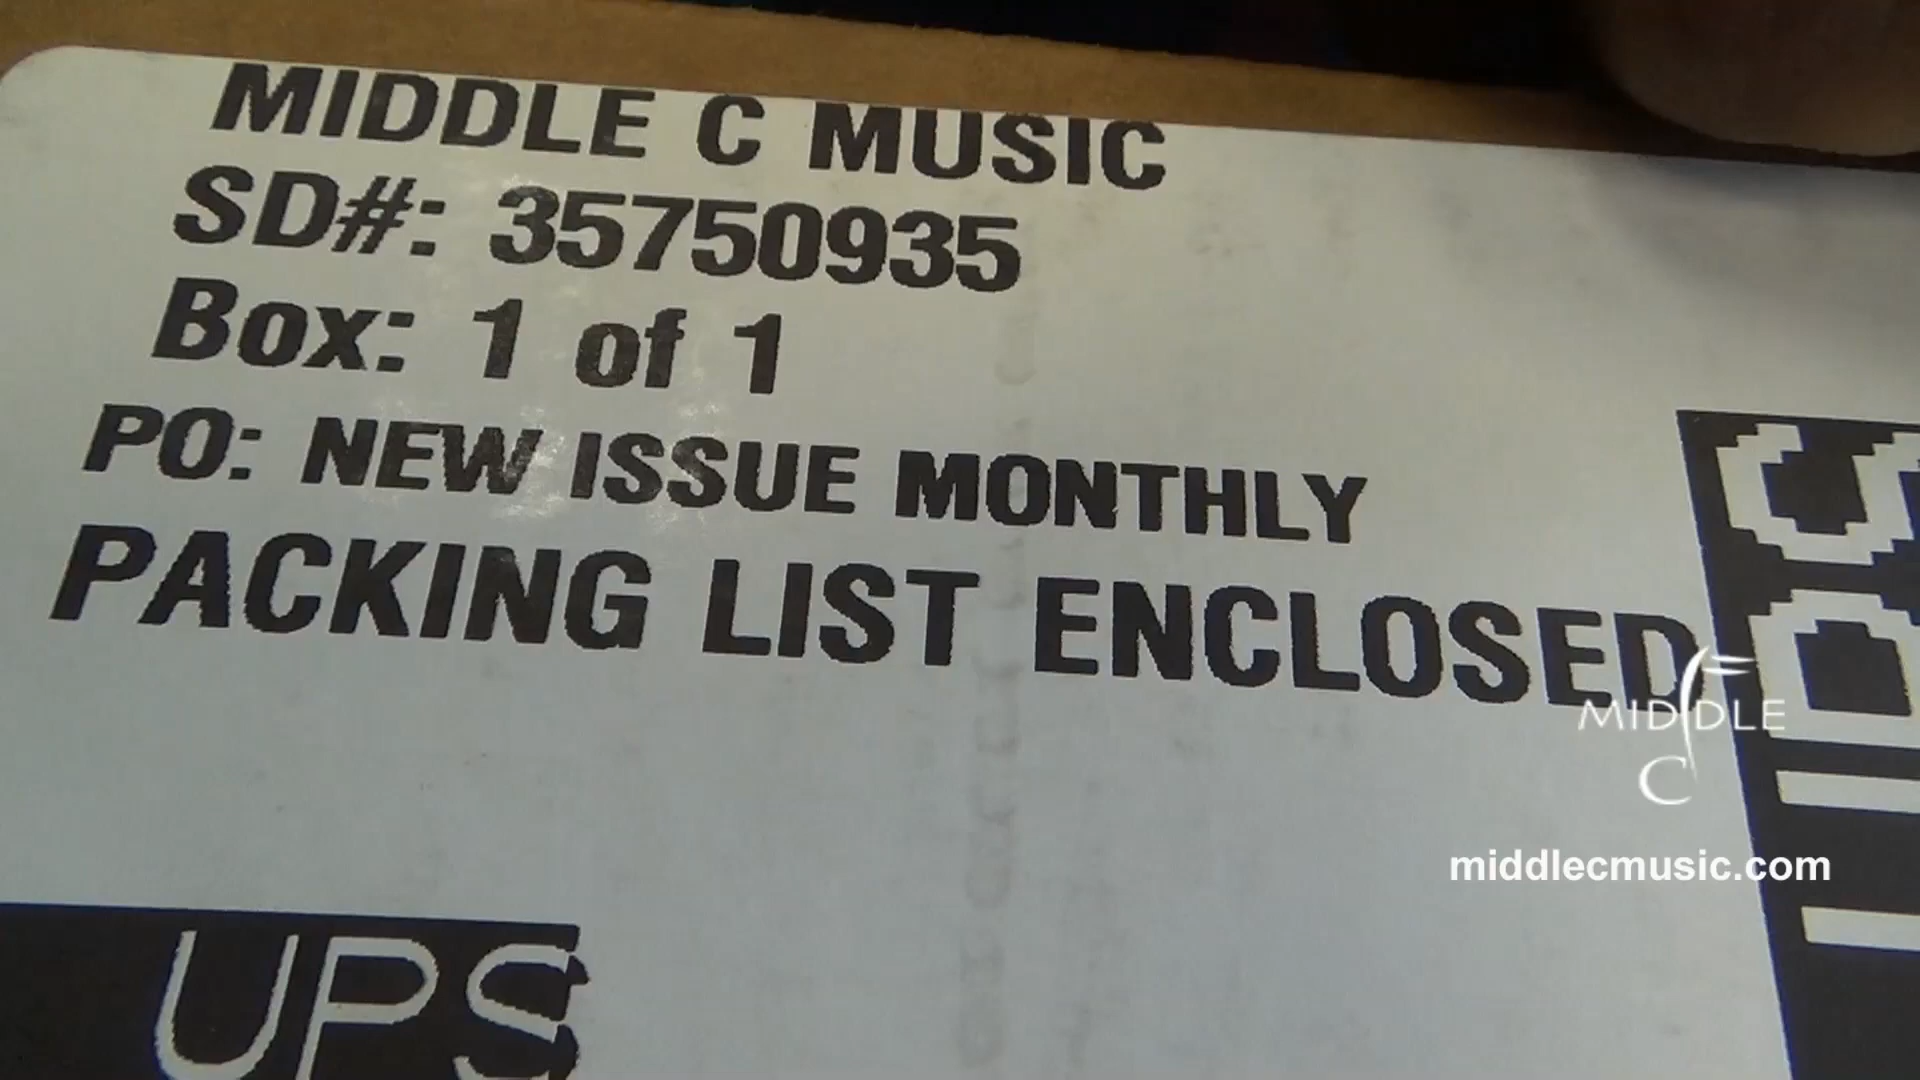 MIDDLE C MUSIC
SD#: 35750935
Box: 1 of 1
PO: NEW ISSUE MONTHLY
PACKING LIST ENCLOSED
MIDDLE
C
middlecmusic.com
UPS